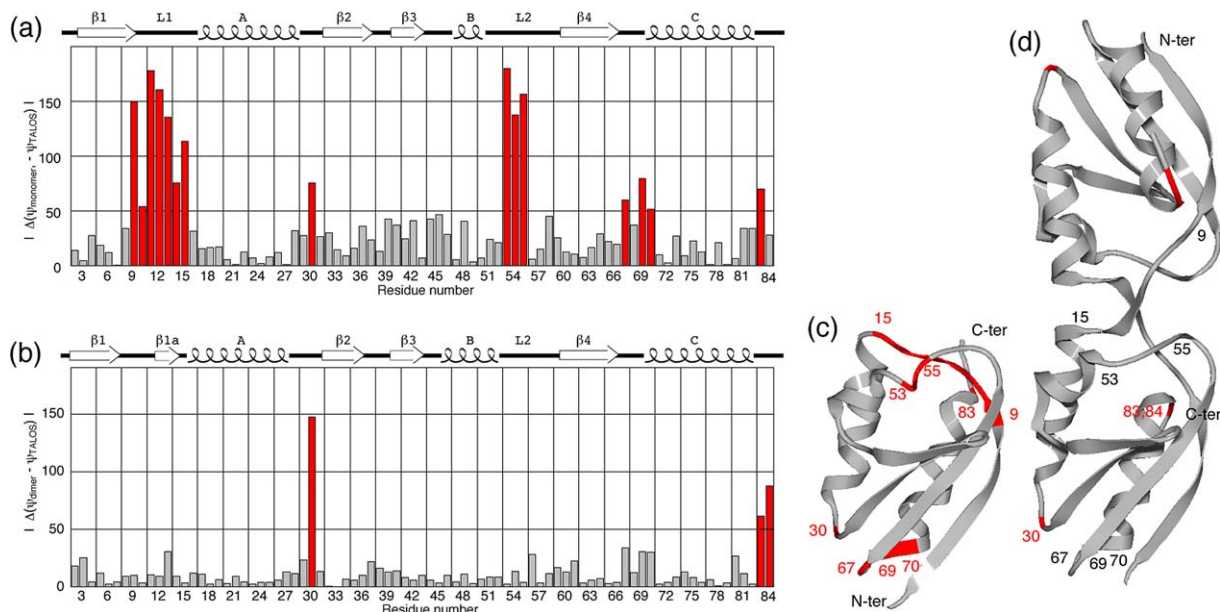 (a)
β1 L1 A β2 β3 B L2 β4 C
| Δ(ψmonomer, - ψTALOS) |
150
100
50
0
3 6 9 12 15 18 21 24 27 30 33 36 39 42 45 48 51 54 57 60 63 66 69 72 75 78 81 84
Residue number
(b)
β1 β1a A β2 β3 B L2 β4 C
| Δ(ψdimer - ψTALOS) |
150
100
50
0
3 6 9 12 15 18 21 24 27 30 33 36 39 42 45 48 51 54 57 60 63 66 69 72 75 78 81 84
Residue number
(c)
15
C-ter
55
53
83
9
30
67
69
70
N-ter
(d)
N-ter
9
15
55
53
83;84
C-ter
30
67
69
70